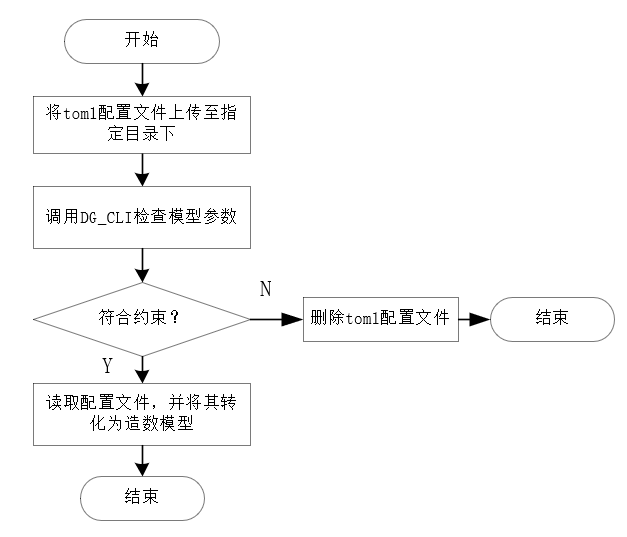 开始
将toml配置文件上传至指
定目录下
调用DG_CLI检查模型参数
符合约束？
N
删除toml配置文件
结束
Y
读取配置文件，并将其转
化为造数模型
结束